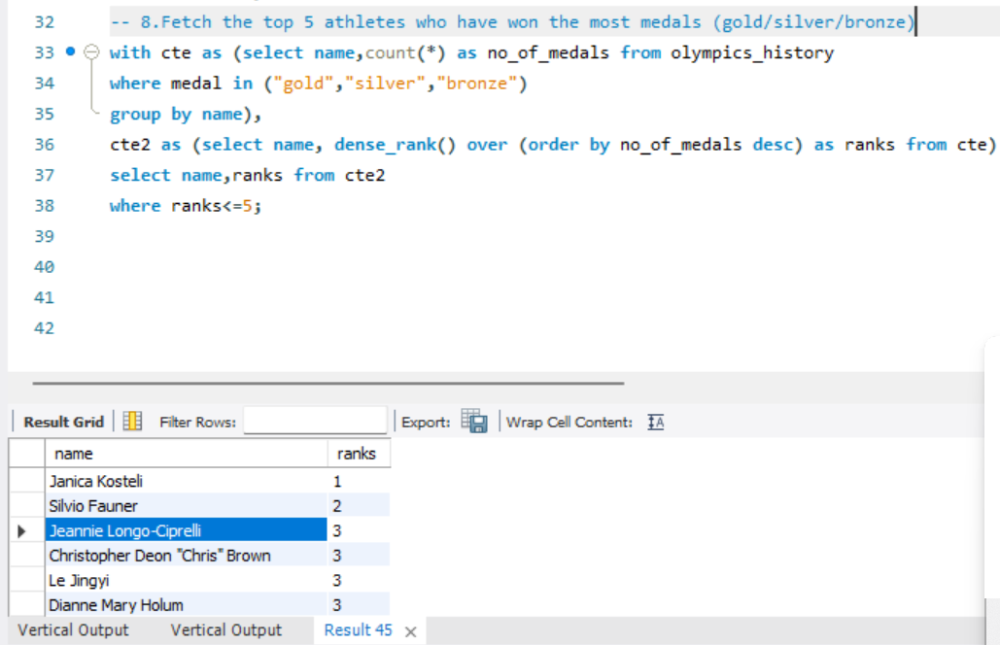 32 -- 8.Fetch the top 5 athletes who have won the most medals (gold/silver/bronze)
33 with cte as (select name,count(*) as no_of_medals from olympics_history
34 where medal in ("gold","silver","bronze")
35 group by name),
36 cte2 as (select name, dense_rank() over (order by no_of_medals desc) as ranks from cte)
37 select name,ranks from cte2
38 where ranks<=5;
39
40
41
42
Result Grid Filter Rows: Export: Wrap Cell Content: IA
name ranks
Janica Kosteli 1
Silvio Fauner 2
Jeannie Longo-Ciprelli 3
Christopher Deon "Chris" Brown 3
Le Jingyi 3
Dianne Mary Holum 3
Vertical Output Vertical Output Result 45 ×